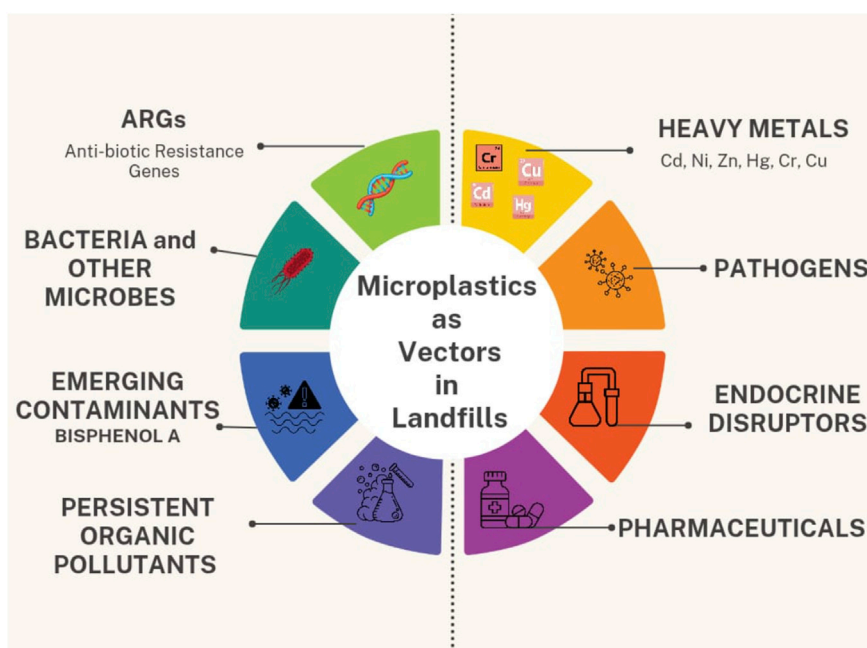 ARGs
Anti-biotic Resistance
Genes
HEAVY METALS
Cd, Ni, Zn, Hg, Cr, Cu
Cr
Cu
Cd
Hg
BACTERIA and
OTHER
MICROBES
PATHOGENS
Microplastics
as
Vectors
in
Landfills
EMERGING
CONTAMINANTS
BISPHENOL A
ENDOCRINE
DISRUPTORS
PERSISTENT
ORGANIC
POLLUTANTS
PHARMACEUTICALS